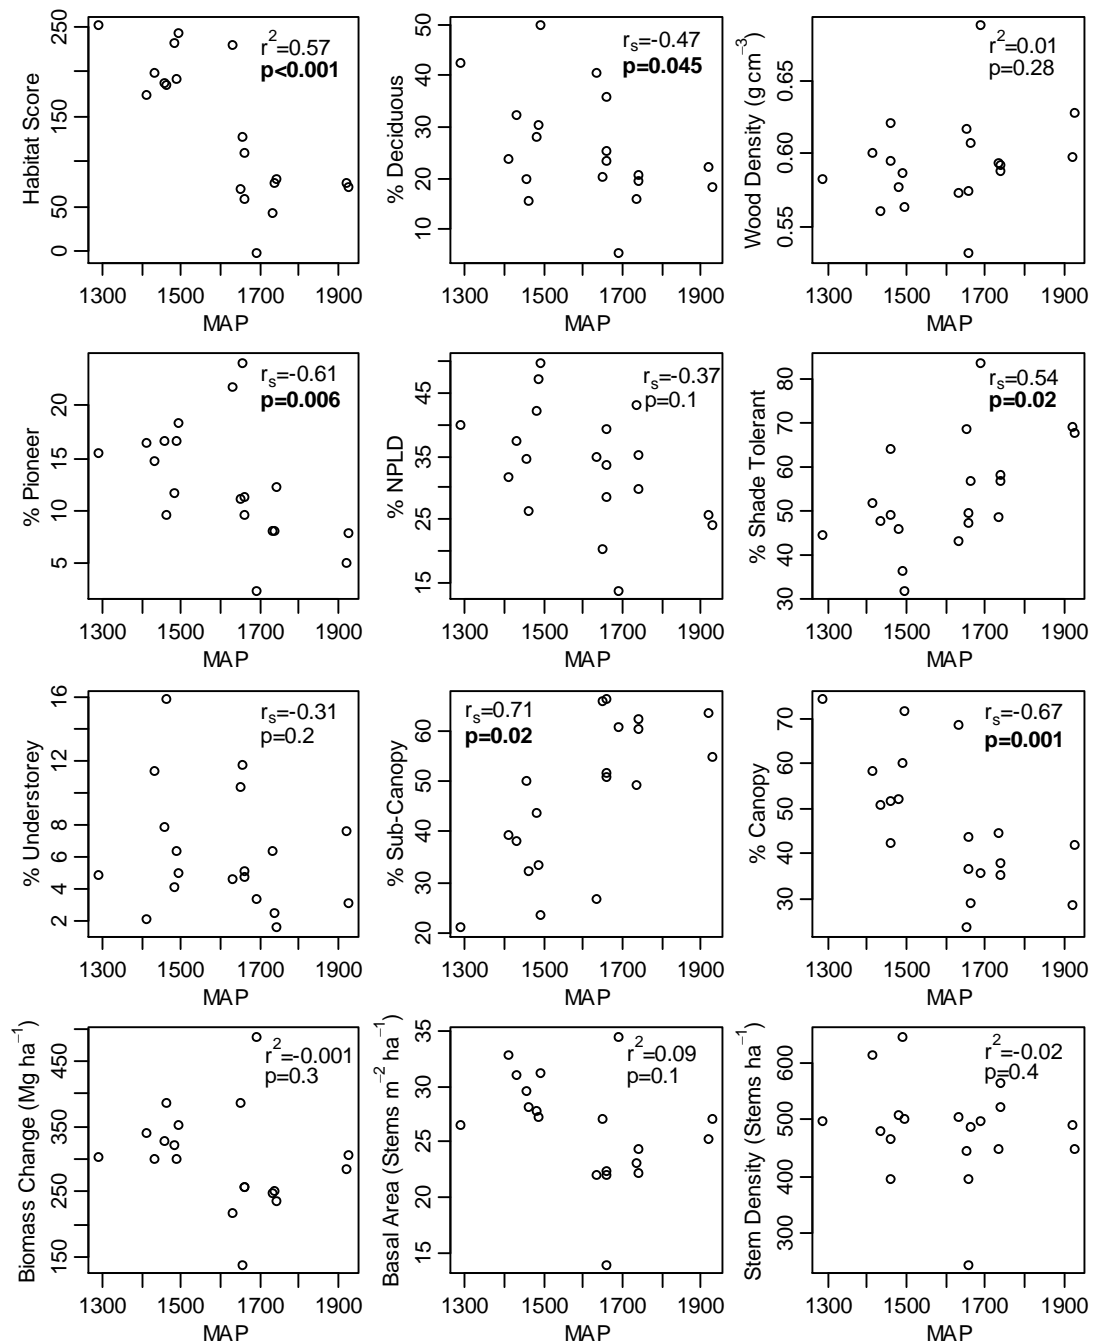 Habitat Score
0
50
150
250
r²=0.57
p<0.001
1300 1500 1700 1900
MAP
% Deciduous
10
20
30
40
50
rₛ=-0.47
p=0.045
1300 1500 1700 1900
MAP
Wood Density (g cm⁻³)
0.55
0.60
0.65
r²=0.01
p=0.28
1300 1500 1700 1900
MAP
% Pioneer
5
10
15
20
rₛ=-0.61
p=0.006
1300 1500 1700 1900
MAP
% NPLD
15
25
35
45
rₛ=-0.37
p=0.1
1300 1500 1700 1900
MAP
% Shade Tolerant
30
40
50
60
70
80
rₛ=0.54
p=0.02
1300 1500 1700 1900
MAP
% Understorey
2
4
6
8
12
16
rₛ=-0.31
p=0.2
1300 1500 1700 1900
MAP
% Sub-Canopy
20
30
40
50
60
rₛ=0.71
p=0.02
1300 1500 1700 1900
MAP
% Canopy
30
40
50
60
70
rₛ=-0.67
p=0.001
1300 1500 1700 1900
MAP
Biomass Change (Mg ha⁻¹)
150
250
350
450
r²=-0.001
p=0.3
1300 1500 1700 1900
MAP
Basal Area (Stems m⁻² ha⁻¹)
15
20
25
30
35
r²=0.09
p=0.1
1300 1500 1700 1900
MAP
Stem Density (Stems ha⁻¹)
300
400
500
600
r²=-0.02
p=0.4
1300 1500 1700 1900
MAP